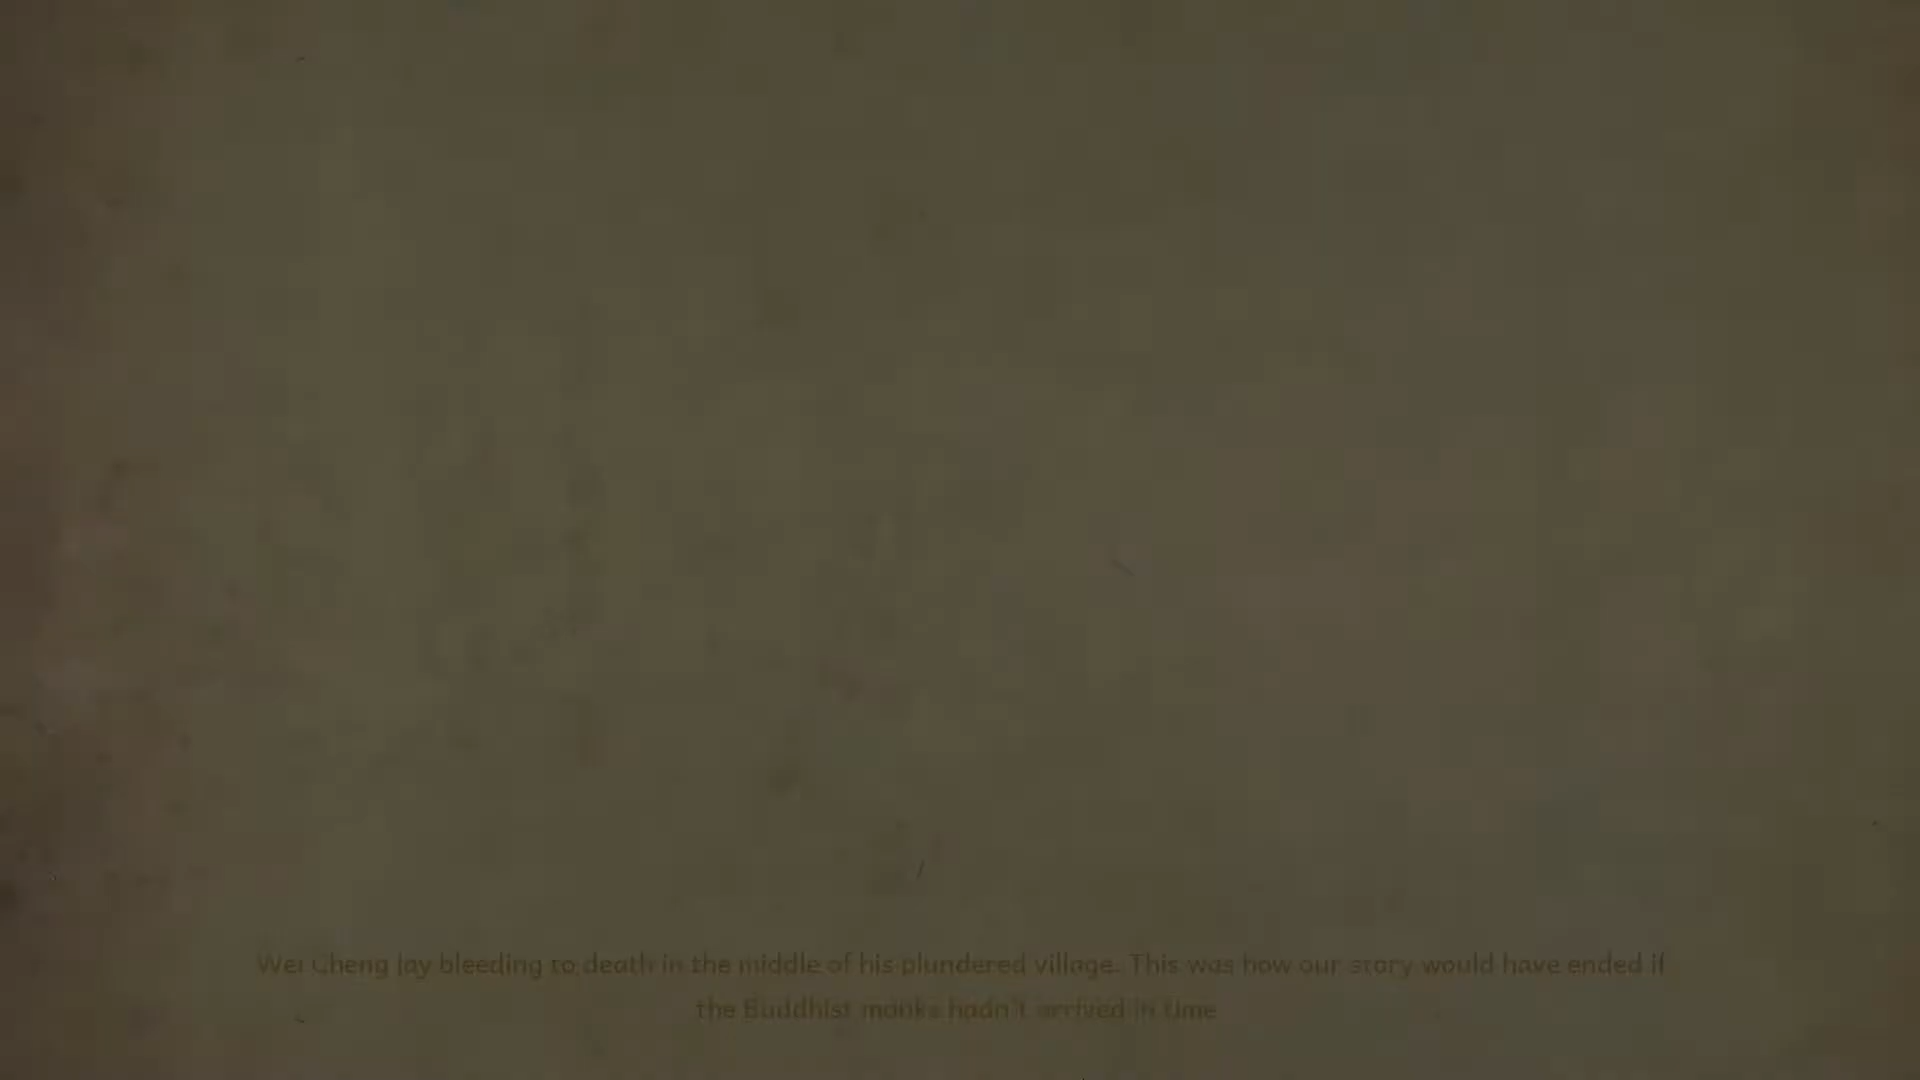 Wei Cheng lay bleeding to death in the middle of his plundered village. This was how our story would have ended if
the Buddhist monks hadn't arrived in time